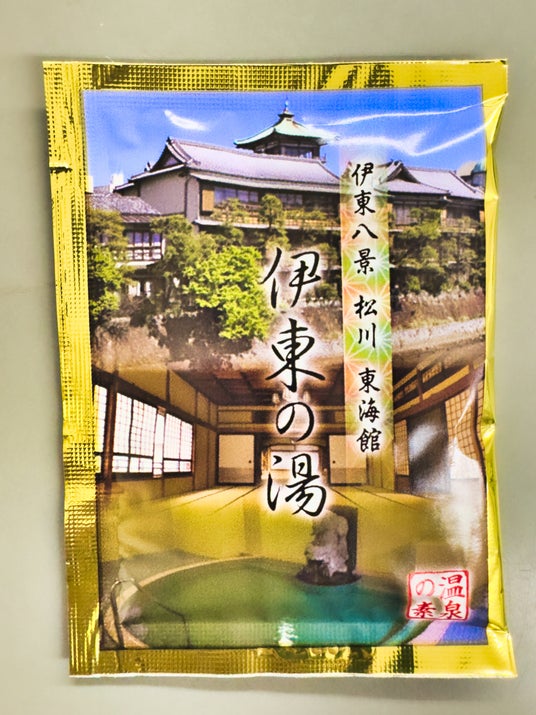 伊東八景 松川 東海館
伊東の湯
温泉
の素